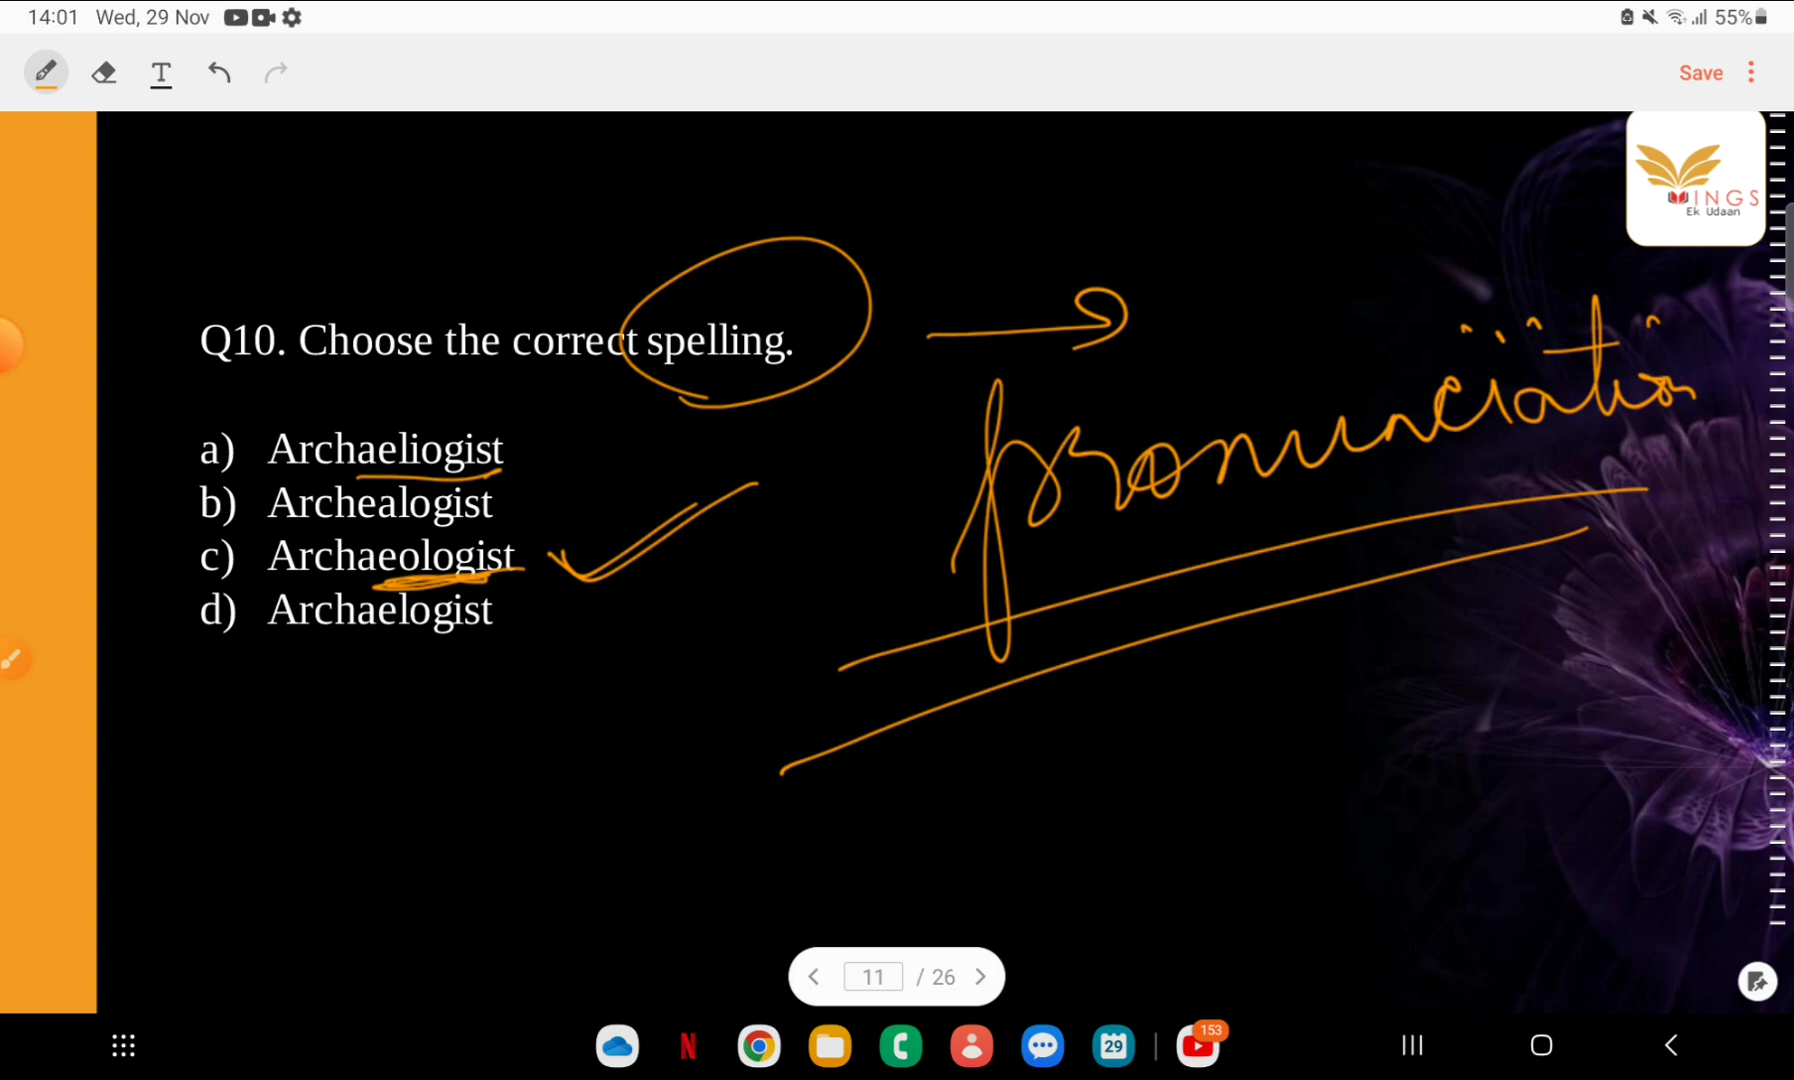 14:01 Wed, 29 Nov
55%
T
Save
WINGS
Ek Udaan
Q10. Choose the correct spelling.
pronunciation
a) Archaeliogist
b) Archealogist
c) Archaeologist
d) Archaelogist
11 / 26
N
29
153